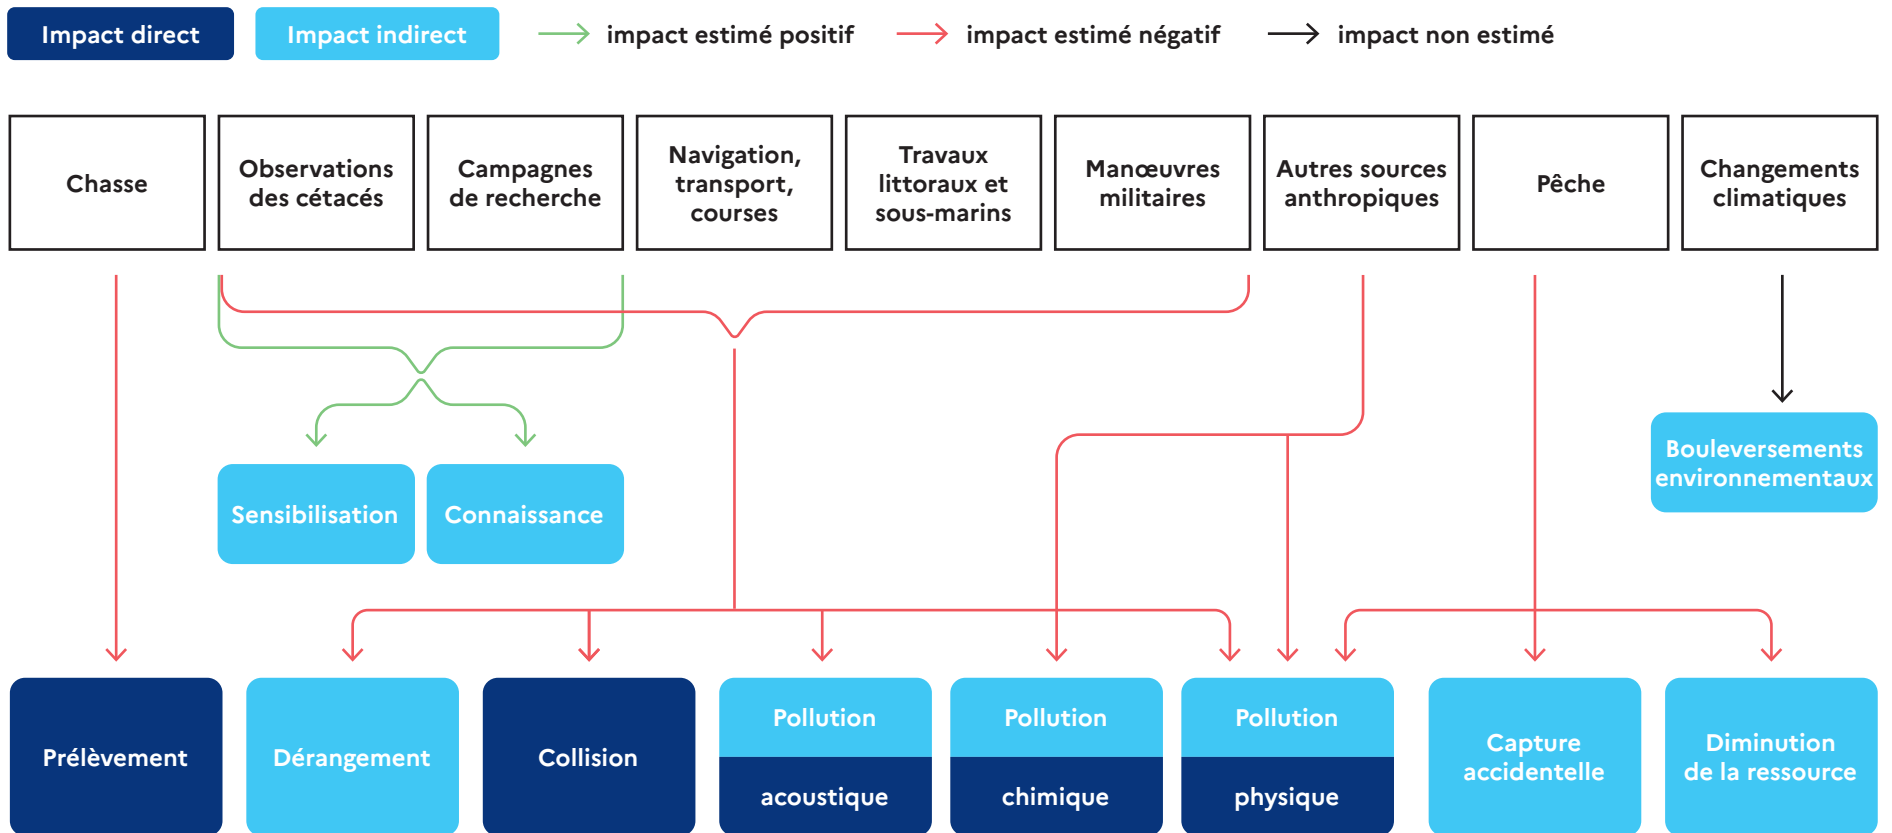 Impact direct
Impact indirect
impact estimé positif
impact estimé négatif
impact non estimé
Chasse
Observations
des cétacés
Campagnes
de recherche
Navigation,
transport,
courses
Travaux
littoraux et
sous-marins
Manœuvres
militaires
Autres sources
anthropiques
Pêche
Changements
climatiques
Bouleversements
environnementaux
Sensibilisation
Connaissance
Prélèvement
Dérangement
Collision
Pollution
acoustique
Pollution
chimique
Pollution
physique
Capture
accidentelle
Diminution
de la ressource